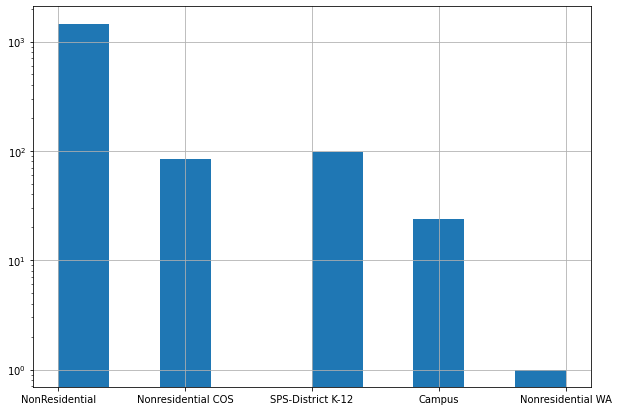 10³
10²
10¹
10⁰
NonResidential
Nonresidential COS
SPS-District K-12
Campus
Nonresidential WA